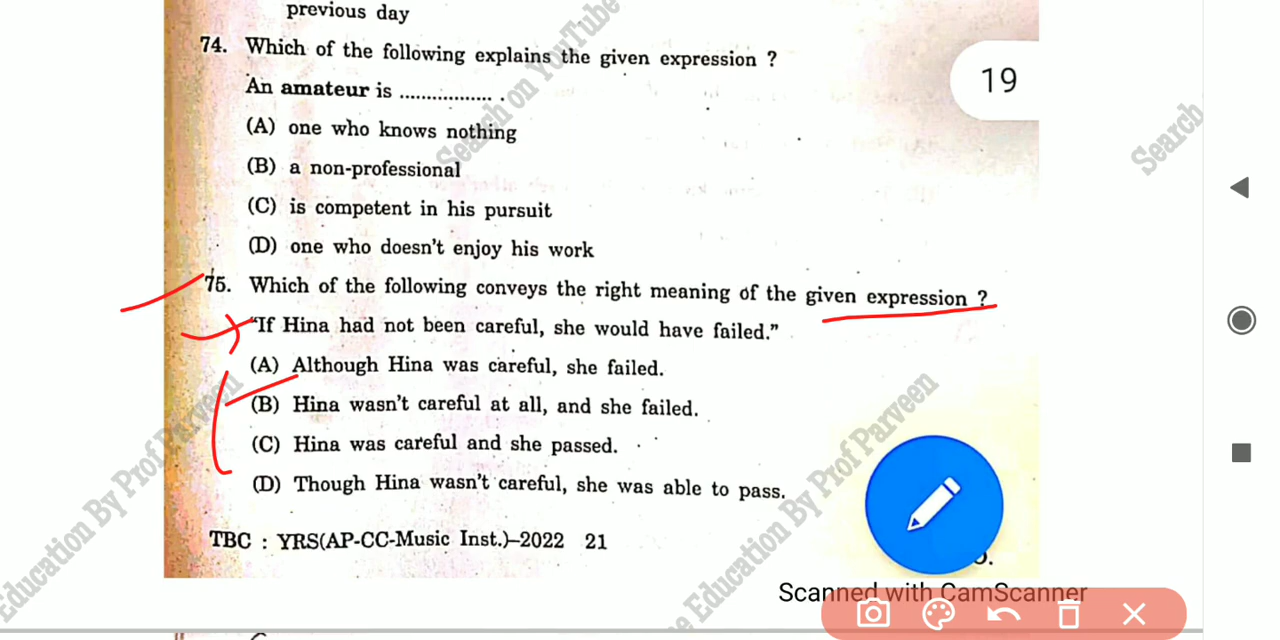 previous day
74. Which of the following explains the given expression ?
An amateur is ................. .
(A) one who knows nothing
(B) a non-professional
(C) is competent in his pursuit
(D) one who doesn't enjoy his work
75. Which of the following conveys the right meaning of the given expression ?
"If Hina had not been careful, she would have failed."
(A) Although Hina was careful, she failed.
(B) Hina wasn't careful at all, and she failed.
(C) Hina was careful and she passed.
(D) Though Hina wasn't careful, she was able to pass.
TBC : YRS(AP-CC-Music Inst.)–2022 21
19
Scanned with CamScanner
Search on YouTube
Search
Education By Prof Parveen
Education By Prof Parveen